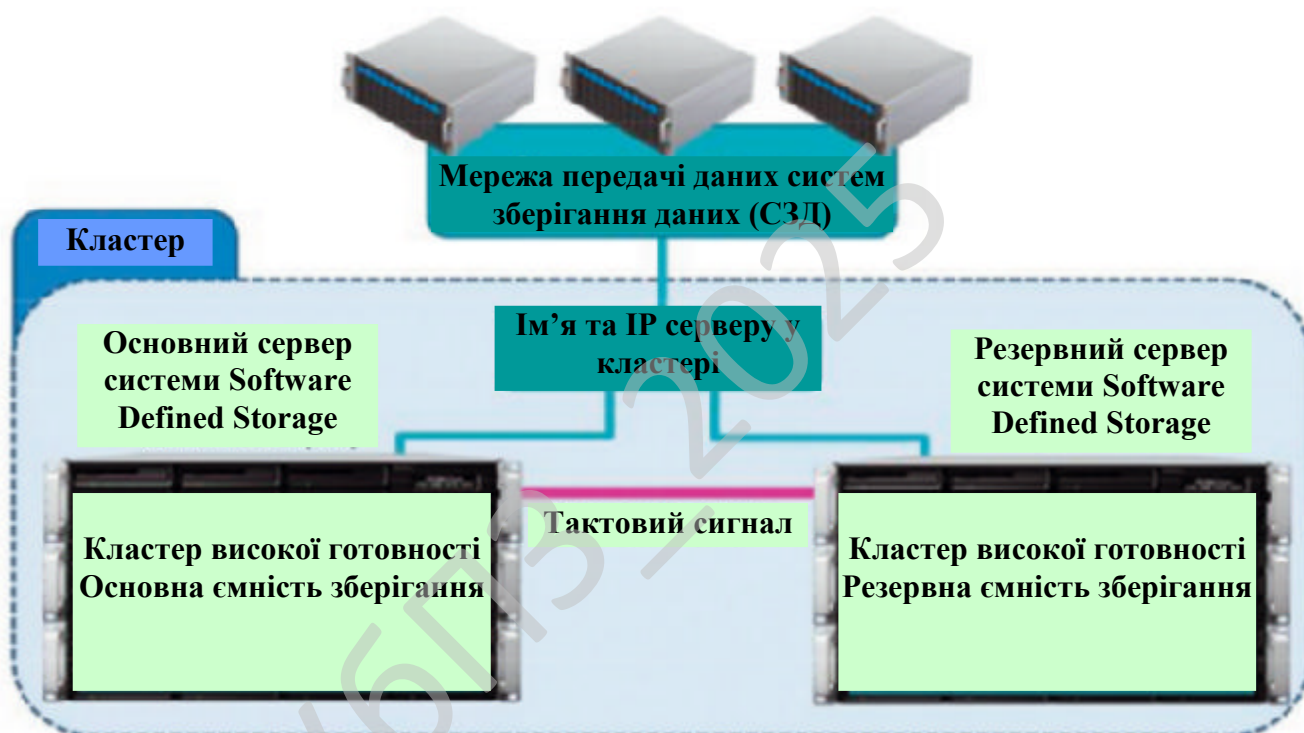 Мережа передачі даних систем
зберігання даних (СЗД)
Кластер
Ім’я та IP серверу у
кластері
Основний сервер
системи Software
Defined Storage
Резервний сервер
системи Software
Defined Storage
Тактовий сигнал
Кластер високої готовності
Основна ємність зберігання
Кластер високої готовності
Резервна ємність зберігання